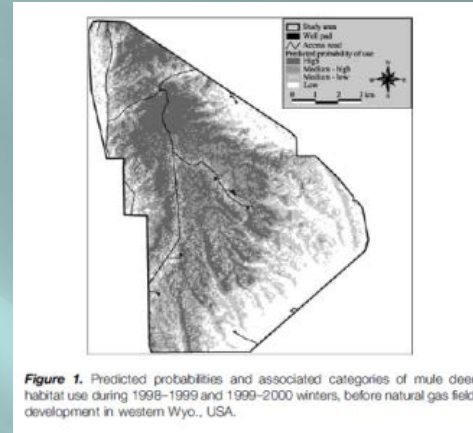 Study area
Well pad
Access road
Predicted probability of use
High
Medium - high
Medium - low
Low
0 1 2 3 km
Figure 1. Predicted probabilities and associated categories of mule deer
habitat use during 1998–1999 and 1999–2000 winters, before natural gas field
development in western Wyo., USA.